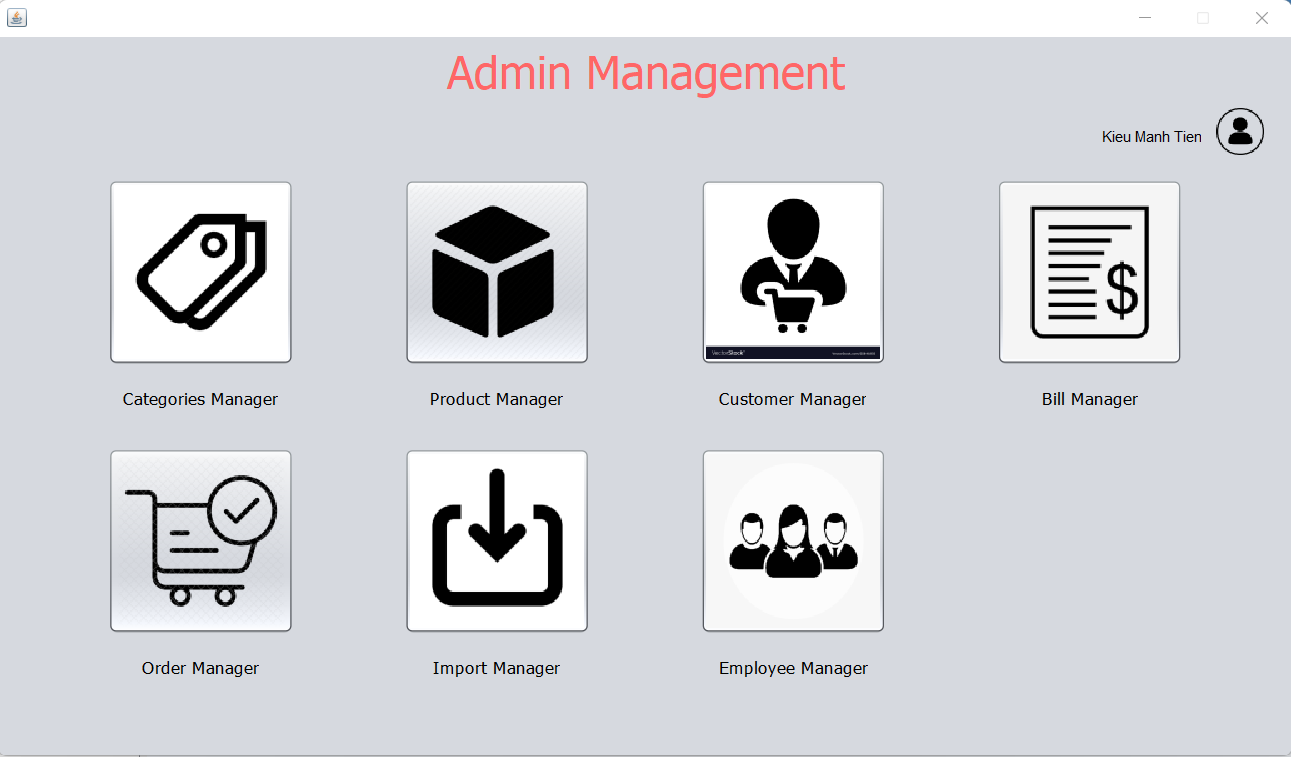 Admin Management
Kieu Manh Tien
$
VectorStock
Categories Manager
Product Manager
Customer Manager
Bill Manager
Order Manager
Import Manager
Employee Manager